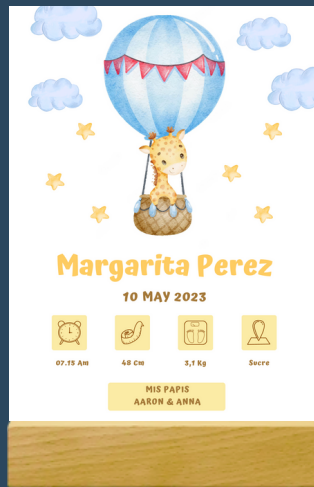 Margarita Perez
10 MAY 2023
07.15 Am
48 Cm
3,1 Kg
Sucre
MIS PAPIS
AARON & ANNA